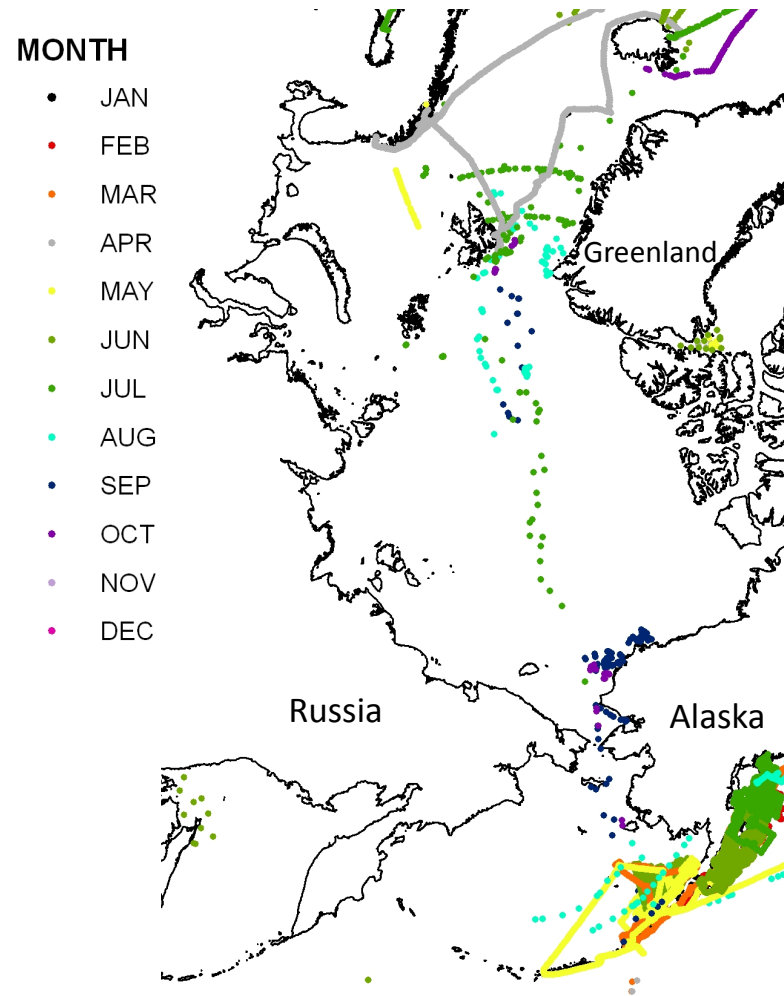 MONTH
JAN
FEB
MAR
APR
MAY
JUN
JUL
AUG
SEP
OCT
NOV
DEC
Greenland
Russia
Alaska